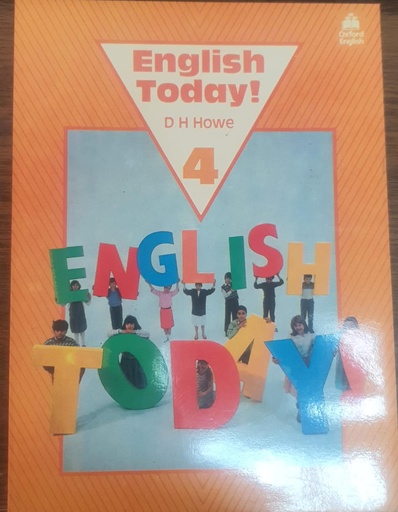 Oxford
English
English
Today!
D H Howe
4
ENGLISH
TODAY!